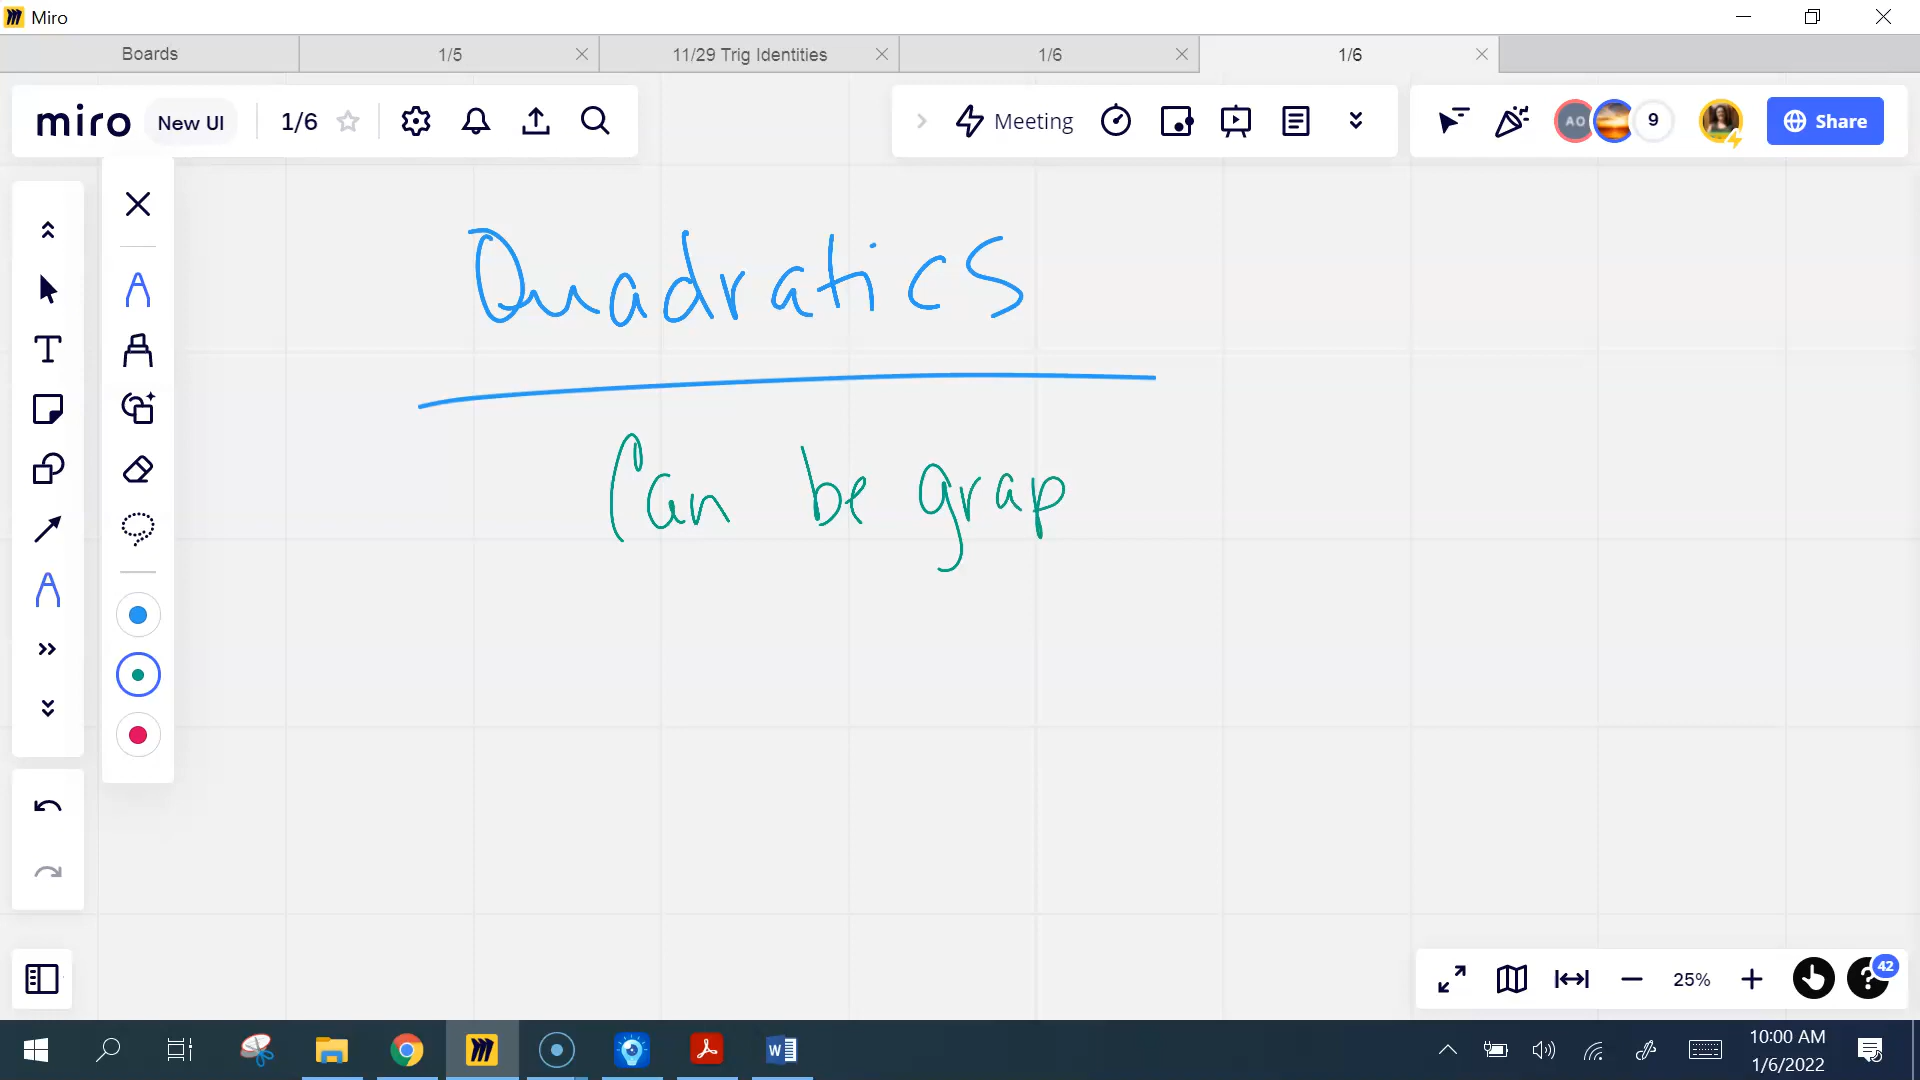 Miro
Boards 1/5 11/29 Trig Identities 1/6 1/6
miro New UI 1/6 Meeting AO 9 Share
Quadratics
Can be grap
25% 42
10:00 AM
1/6/2022